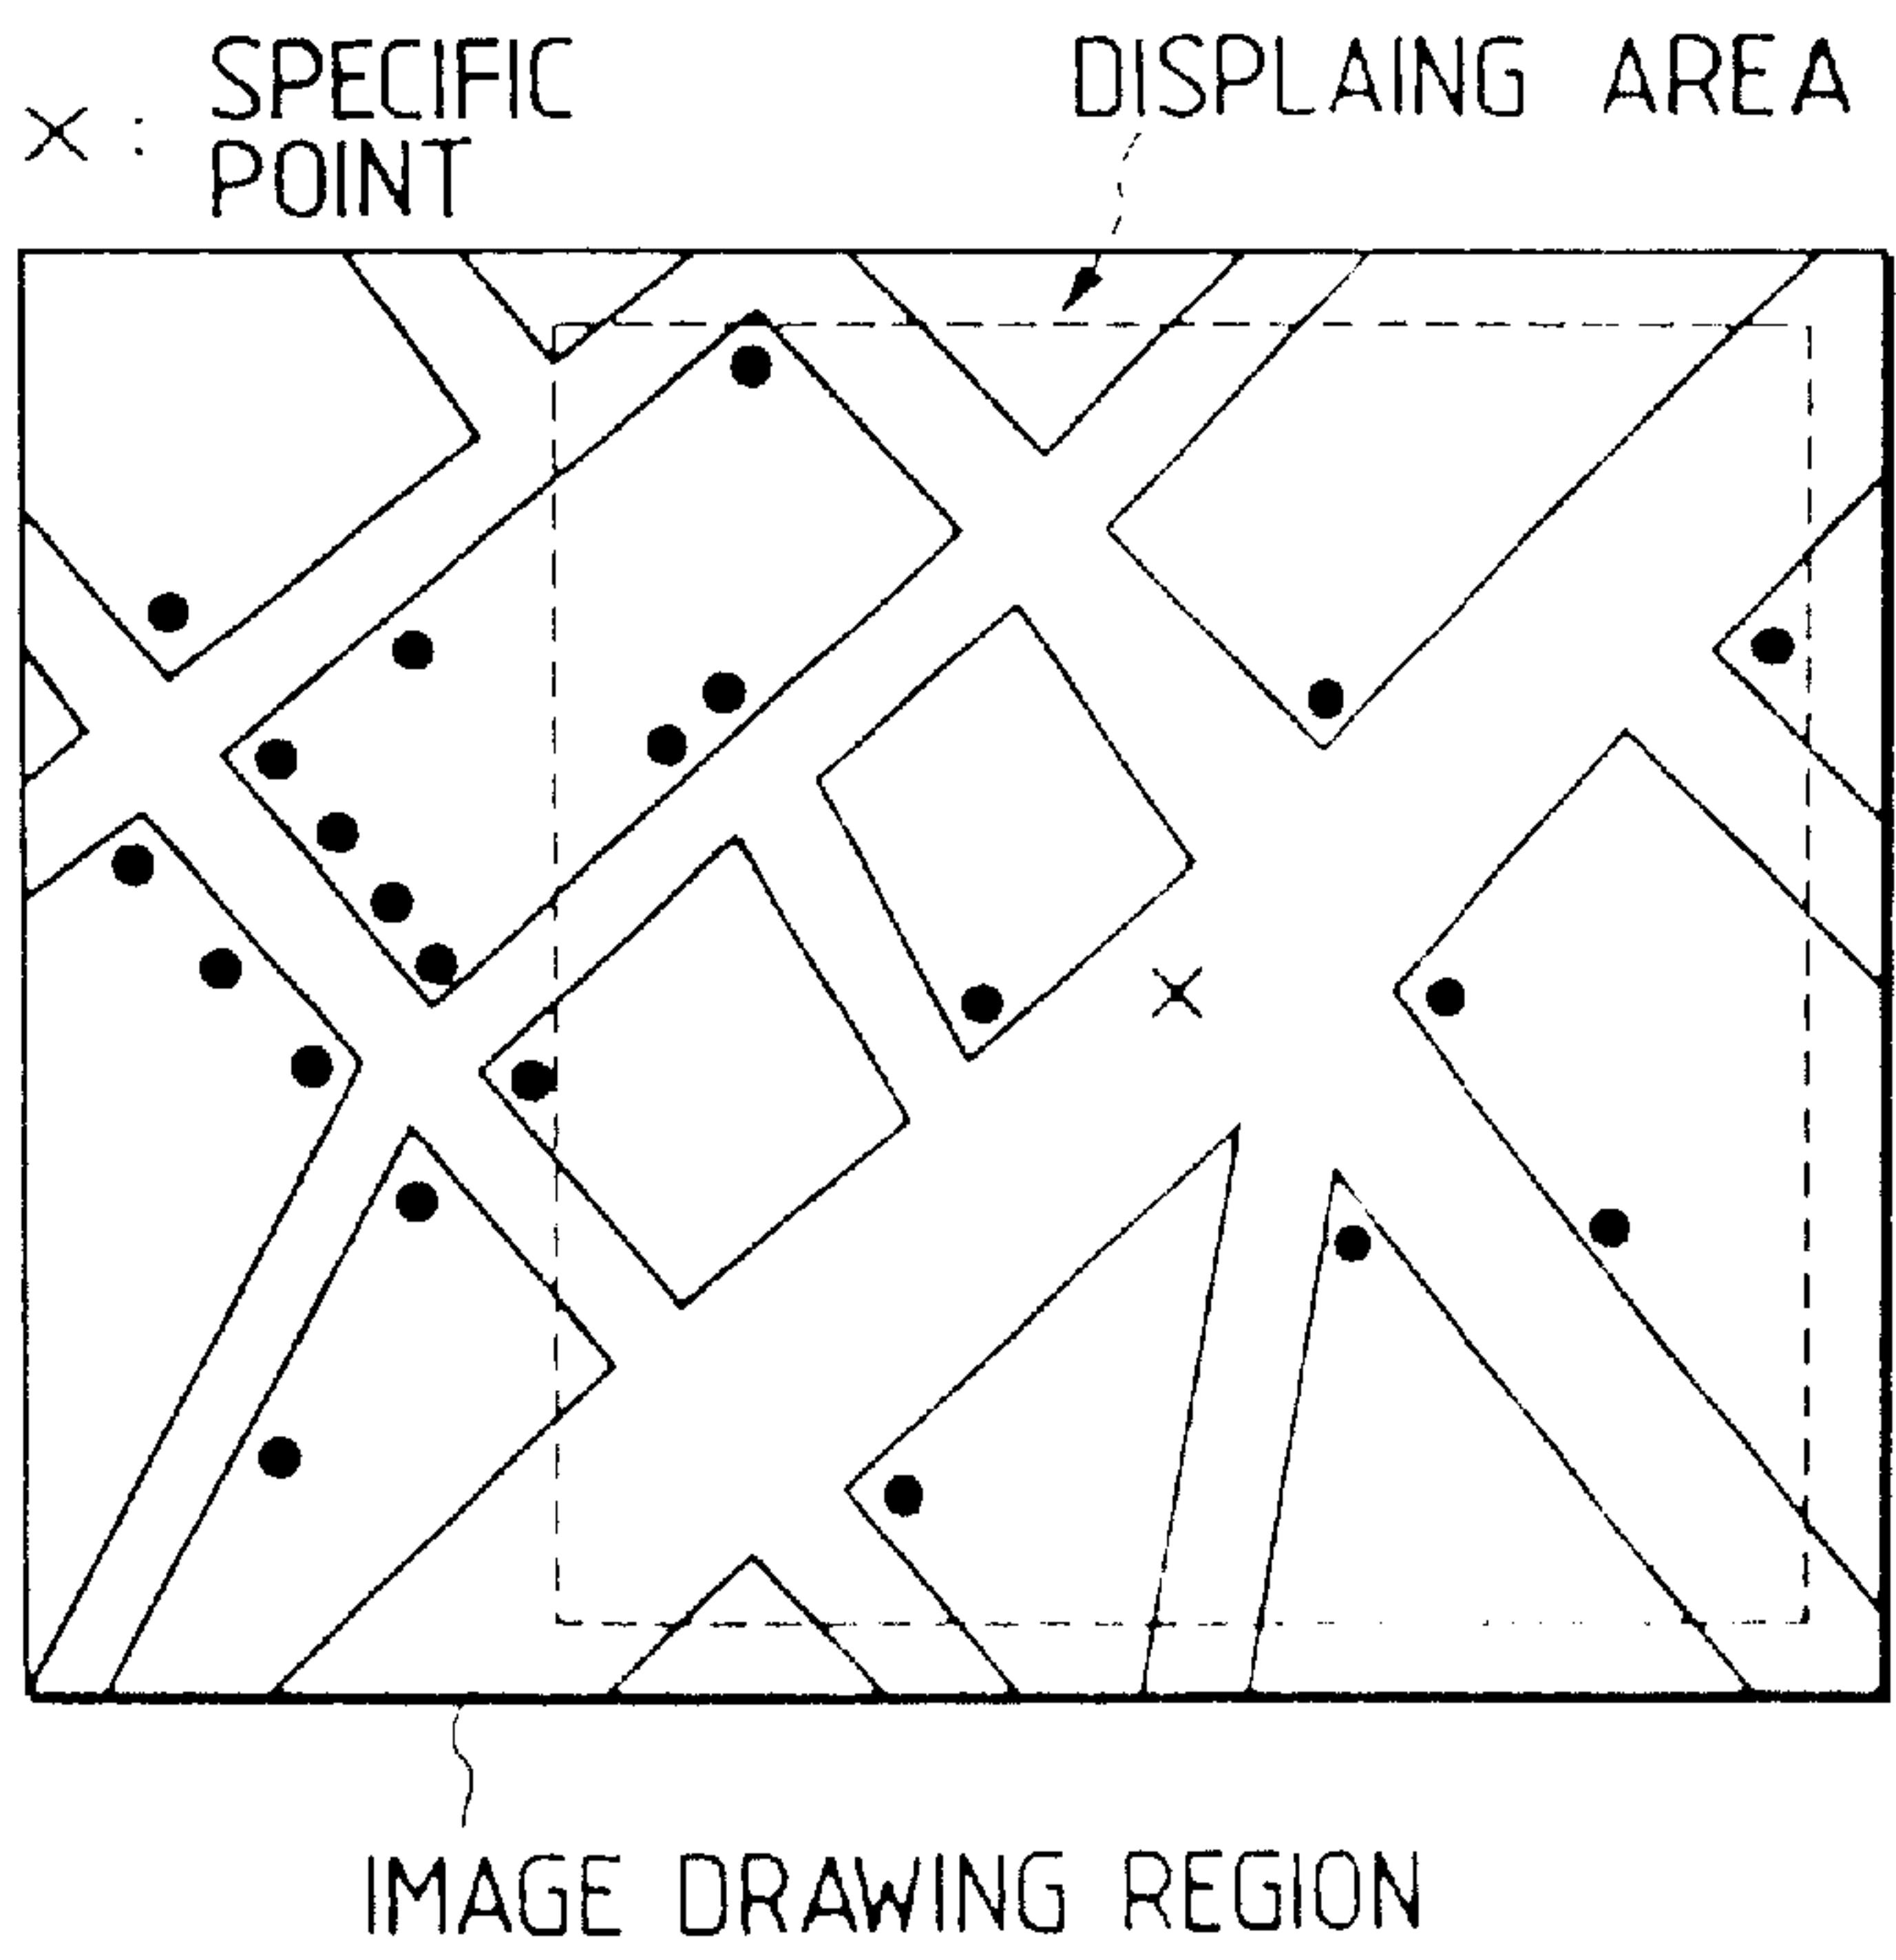 × : SPECIFIC
POINT
DISPLAING AREA
IMAGE DRAWING REGION